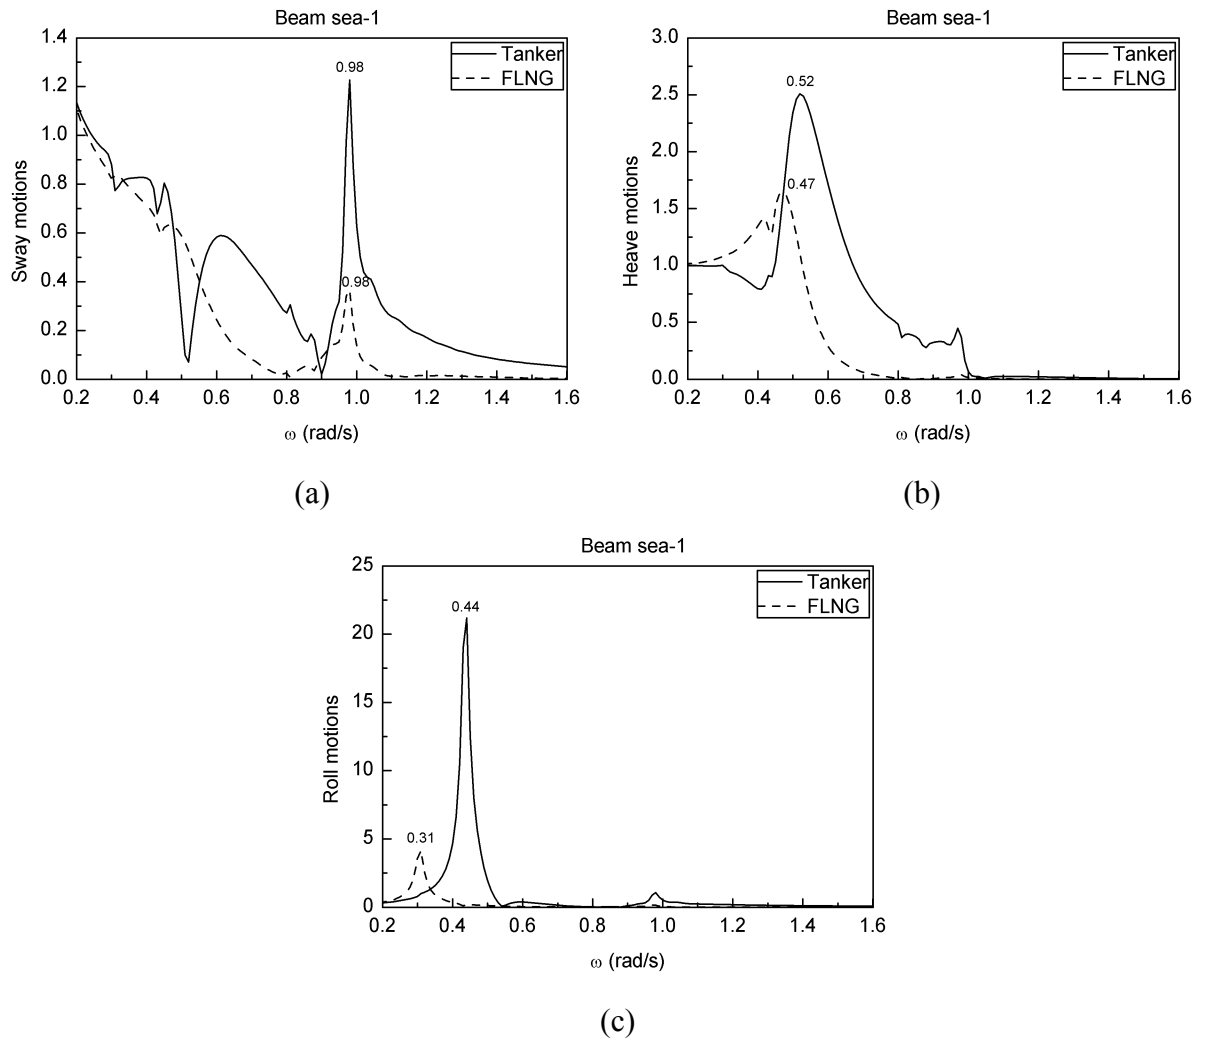 Beam sea-1
Tanker
FLNG
0.98
0.98
1.4
1.2
1.0
0.8
0.6
0.4
0.2
0.0
Sway motions
0.2 0.4 0.6 0.8 1.0 1.2 1.4 1.6
ω (rad/s)
(a)
Beam sea-1
Tanker
FLNG
0.52
0.47
3.0
2.5
2.0
1.5
1.0
0.5
0.0
Heave motions
0.2 0.4 0.6 0.8 1.0 1.2 1.4 1.6
ω (rad/s)
(b)
Beam sea-1
Tanker
FLNG
0.44
0.31
25
20
15
10
5
0
Roll motions
0.2 0.4 0.6 0.8 1.0 1.2 1.4 1.6
ω (rad/s)
(c)